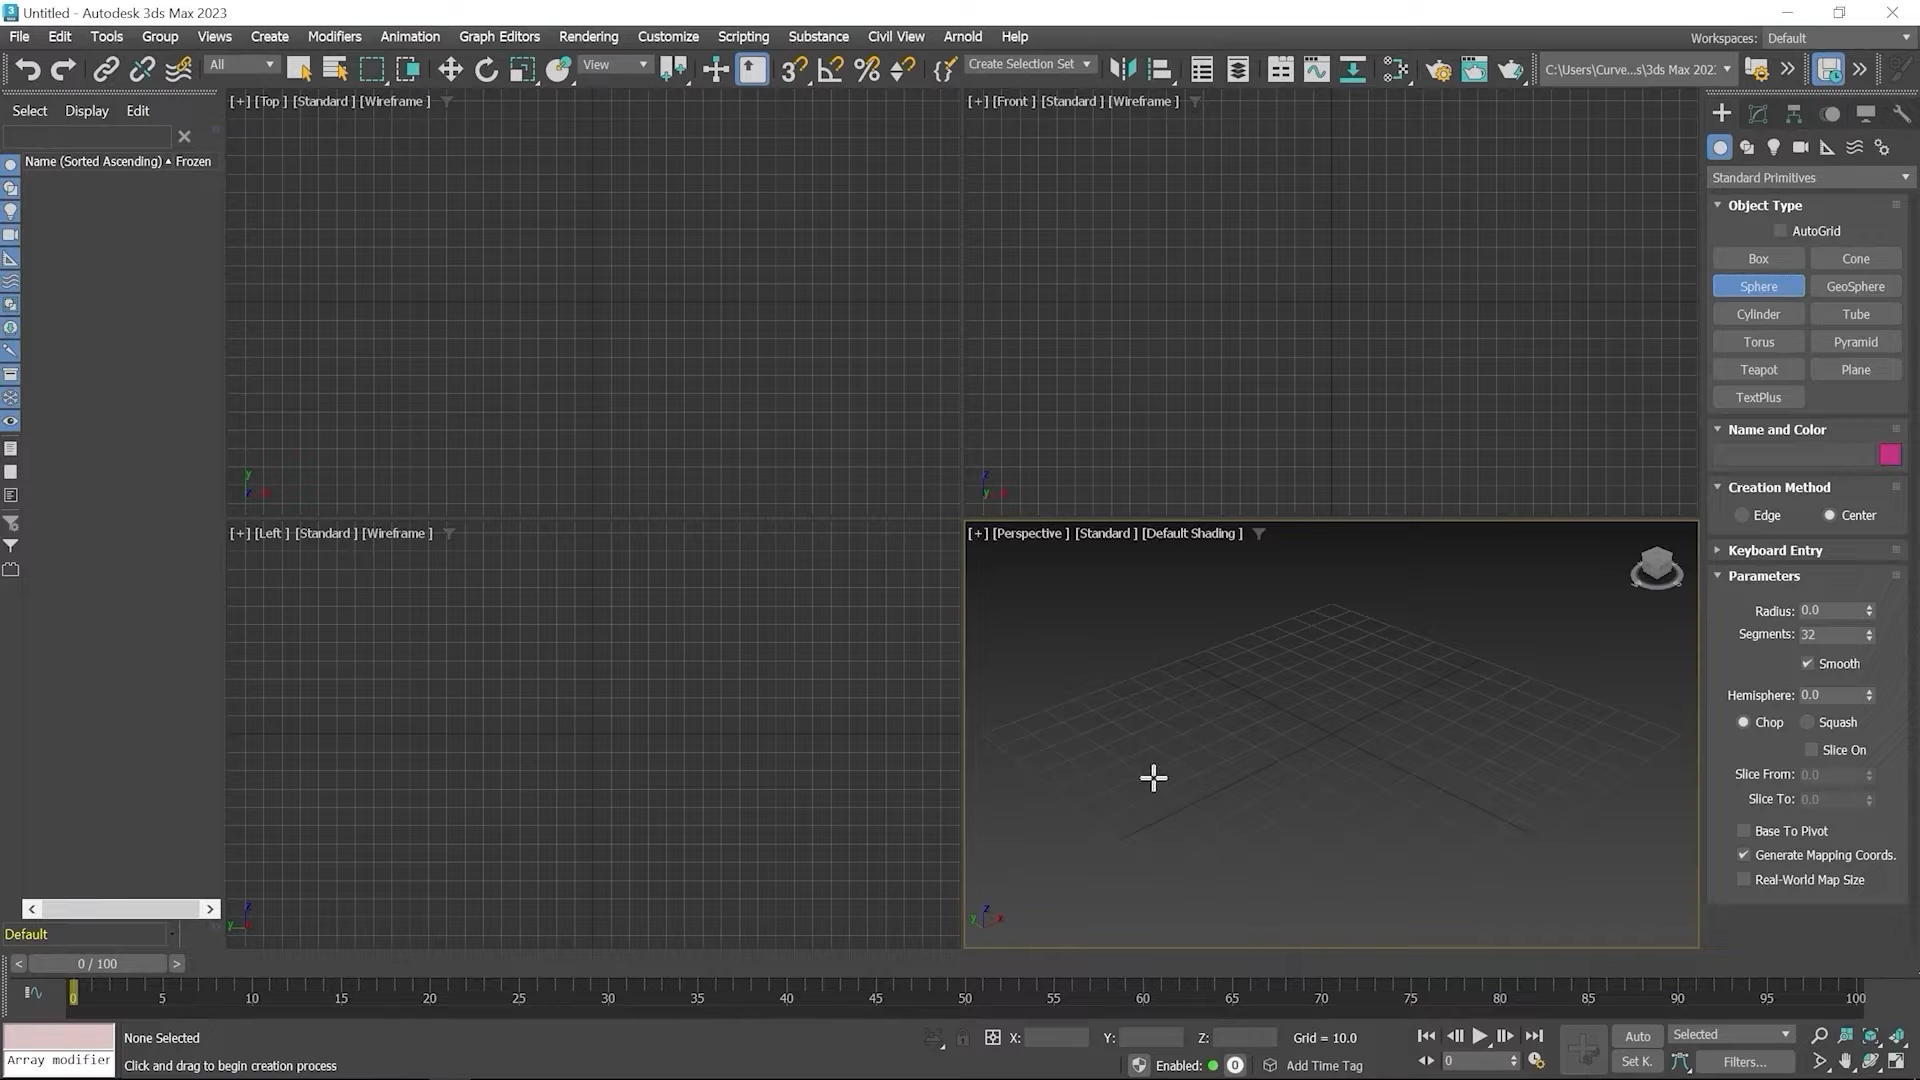 Untitled - Autodesk 3ds Max 2023
File Edit Tools Group Views Create Modifiers Animation Graph Editors Rendering Customize Scripting Substance Civil View Arnold Help Workspaces: Default
All View Create Selection Set C:\Users\Curve...s\3ds Max 202
Select Display Edit
Name (Sorted Ascending) Frozen
[+] [Top ] [Standard ] [Wireframe ]
[+] [Front ] [Standard ] [Wireframe ]
y
z x
z
y x
[+] [Left ] [Standard ] [Wireframe ]
[+] [Perspective ] [Standard ] [Default Shading ]
z
y
z
y x
Standard Primitives
Object Type
AutoGrid
Box Cone
Sphere GeoSphere
Cylinder Tube
Torus Pyramid
Teapot Plane
TextPlus
Name and Color
Creation Method
Edge Center
Keyboard Entry
Parameters
Radius: 0.0
Segments: 32
Smooth
Hemisphere: 0.0
Chop Squash
Slice On
Slice From: 0.0
Slice To: 0.0
Base To Pivot
Generate Mapping Coords.
Real-World Map Size
Default
< 0 / 100 >
0 5 10 15 20 25 30 35 40 45 50 55 60 65 70 75 80 85 90 95 100
None Selected X: Y: Z: Grid = 10.0 Auto Selected
Array modifier Click and drag to begin creation process Enabled: 0 Add Time Tag 0 Set K. Filters...